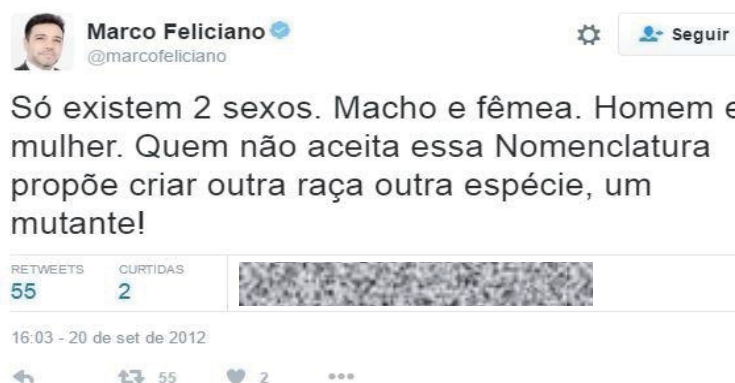 Marco Feliciano
@marcofeliciano
Seguir
Só existem 2 sexos. Macho e fêmea. Homem e
mulher. Quem não aceita essa Nomenclatura
propõe criar outra raça outra espécie, um
mutante!
RETWEETS CURTIDAS
55 2
16:03 - 20 de set de 2012
55 2